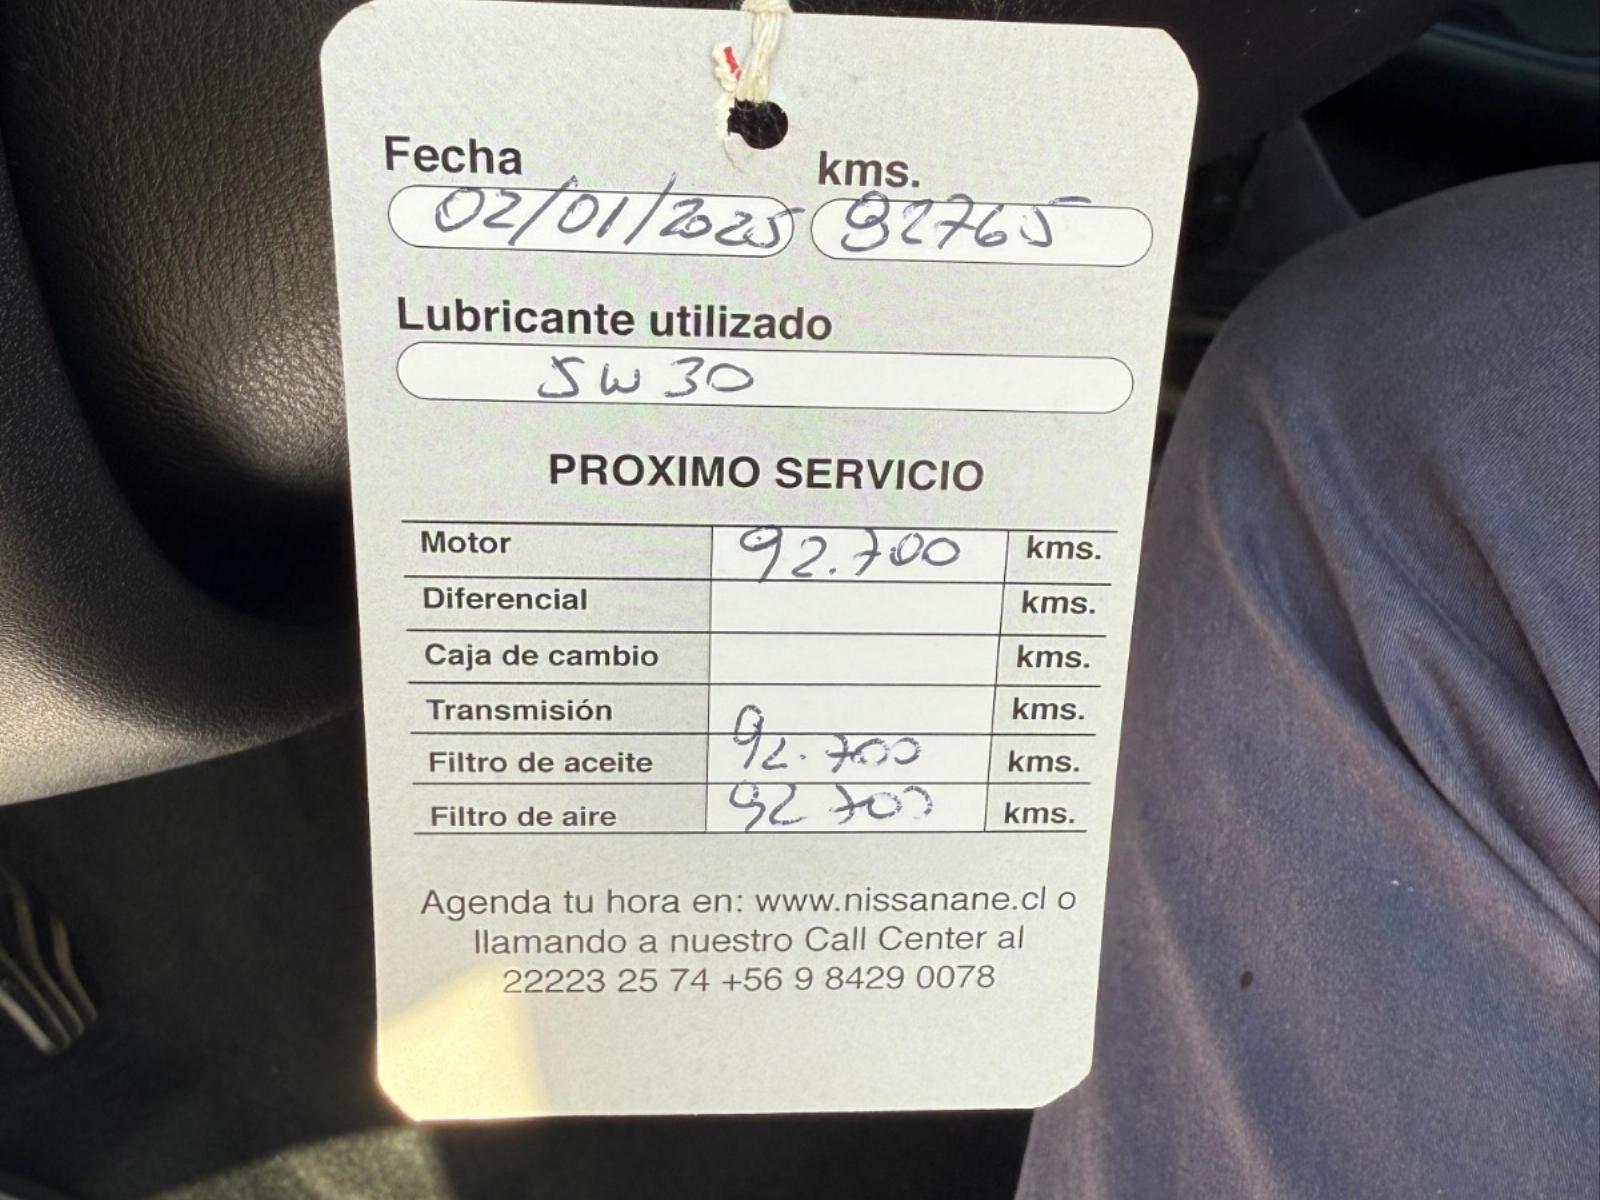 Fecha kms.
02/01/2025 92765
Lubricante utilizado
5W30
PROXIMO SERVICIO
Motor 92.700 kms.
Diferencial kms.
Caja de cambio kms.
Transmisión kms.
Filtro de aceite 92.700 kms.
Filtro de aire 92700 kms.
Agenda tu hora en: www.nissanane.cl o
llamando a nuestro Call Center al
22223 25 74 +56 9 8429 0078